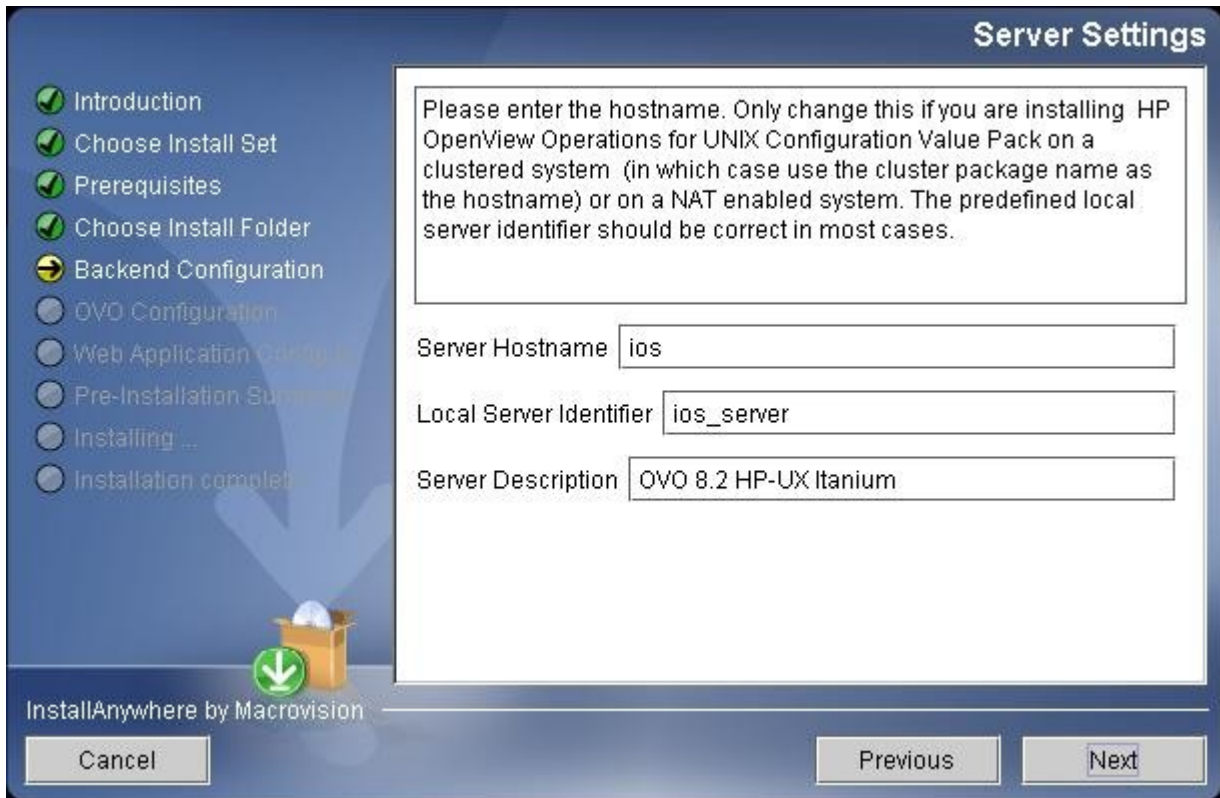 Server Settings
Introduction
Choose Install Set
Prerequisites
Choose Install Folder
Backend Configuration
OVO Configuration
Web Application
Pre-Installation
Installing ...
Installation complete
Please enter the hostname. Only change this if you are installing HP
OpenView Operations for UNIX Configuration Value Pack on a
clustered system (in which case use the cluster package name as
the hostname) or on a NAT enabled system. The predefined local
server identifier should be correct in most cases.
Server Hostname ios
Local Server Identifier ios_server
Server Description OVO 8.2 HP-UX Itanium
InstallAnywhere by Macrovision
Cancel Previous Next